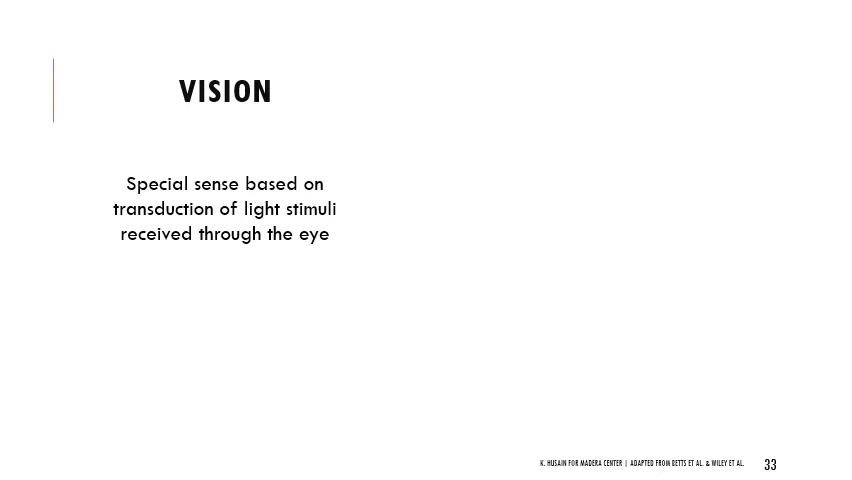 VISION
Special sense based on
transduction of light stimuli
received through the eye
K. HUSAIN FOR MADERA CENTER | ADAPTED FROM BETTS ET AL. & WILEY ET AL. 33